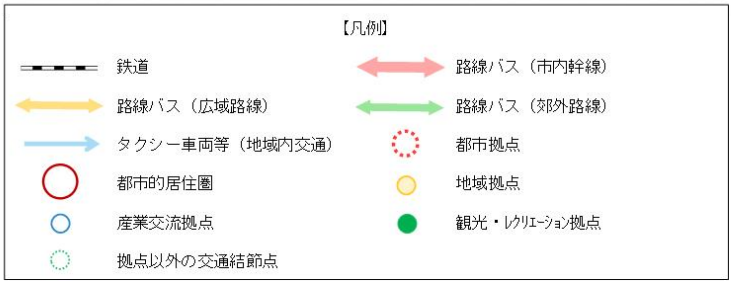 【凡例】
鉄道
路線バス（市内幹線）
路線バス（広域路線）
路線バス（郊外路線）
タクシー車両等（地域内交通）
都市拠点
都市的居住圏
地域拠点
産業交流拠点
観光・ﾚｸﾘｴｰｼｮﾝ拠点
拠点以外の交通結節点